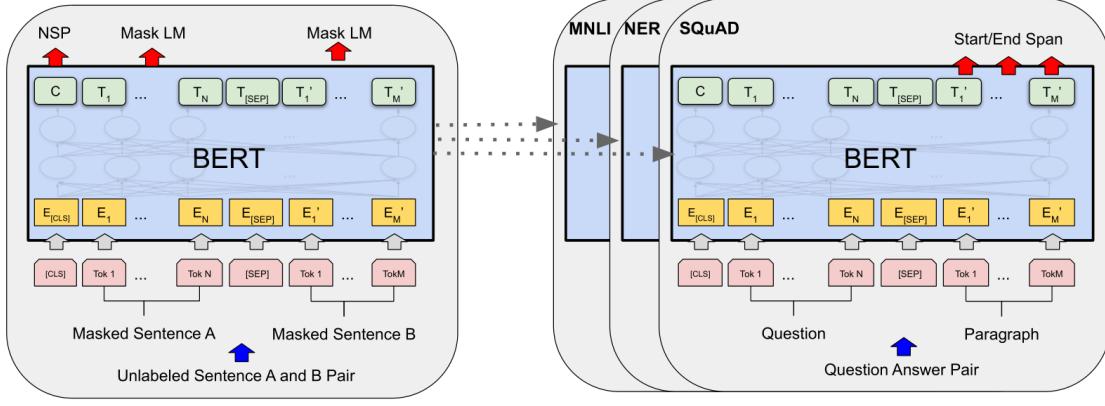 NSP Mask LM Mask LM
C T1 ... TN T[SEP] T1' ... TM'
BERT
E[CLS] E1 ... EN E[SEP] E1' ... EM'
[CLS] Tok 1 ... Tok N [SEP] Tok 1 ... TokM
Masked Sentence A Masked Sentence B
Unlabeled Sentence A and B Pair
MNLI NER SQuAD
Start/End Span
C T1 ... TN T[SEP] T1' ... TM'
BERT
E[CLS] E1 ... EN E[SEP] E1' ... EM'
[CLS] Tok 1 ... Tok N [SEP] Tok 1 ... TokM
Question Paragraph
Question Answer Pair